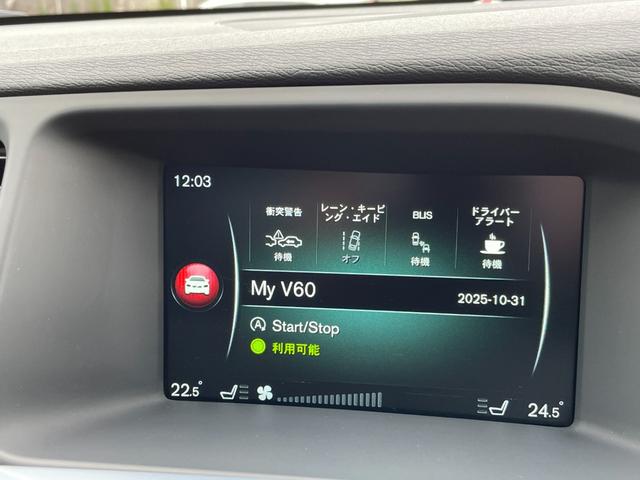 12:03
衝突警告
待機
レーン・キーピ
ング・エイド
オフ
BLIS
待機
ドライバー
アラート
待機
My V60
2025-10-31
Start/Stop
利用可能
22.5°
24.5°